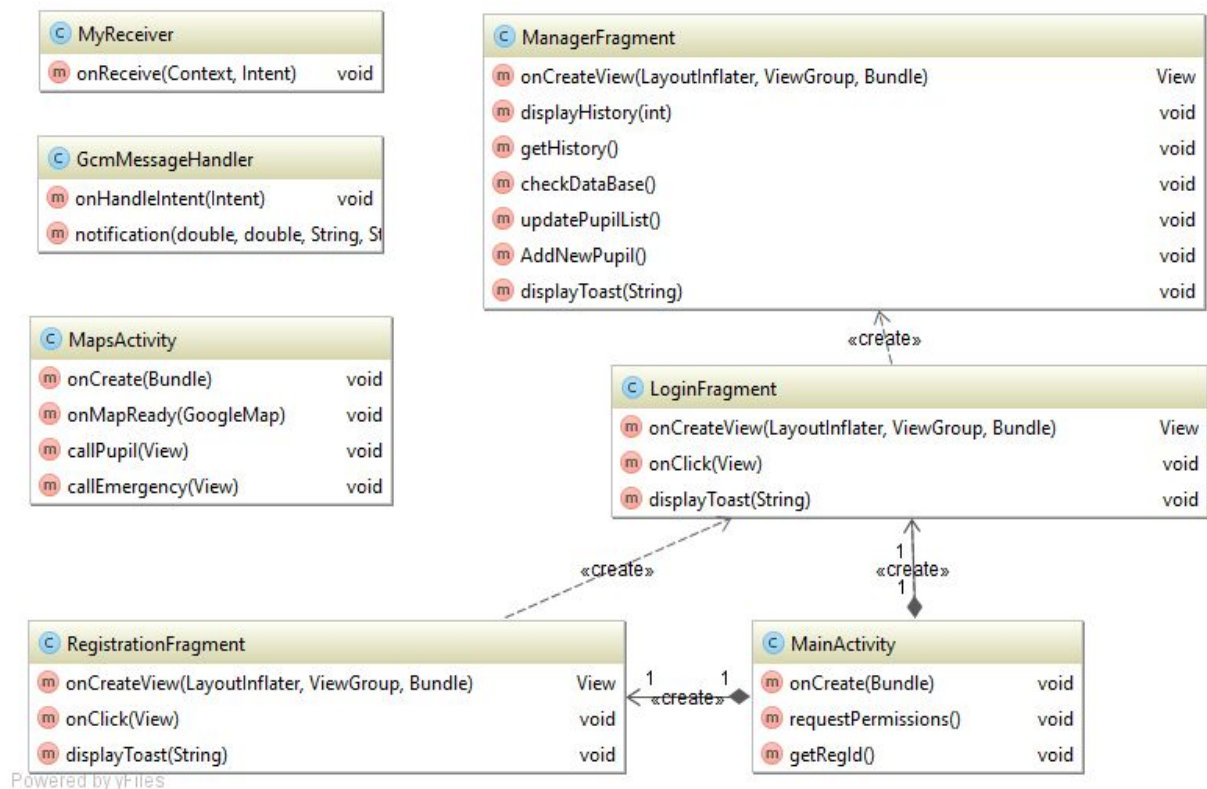 MyReceiver
onReceive(Context, Intent) void
GcmMessageHandler
onHandleIntent(Intent) void
notification(double, double, String, St
MapsActivity
onCreate(Bundle) void
onMapReady(GoogleMap) void
callPupil(View) void
callEmergency(View) void
ManagerFragment
onCreateView(LayoutInflater, ViewGroup, Bundle) View
displayHistory(int) void
getHistory() void
checkDataBase() void
updatePupilList() void
AddNewPupil() void
displayToast(String) void
«create»
LoginFragment
onCreateView(LayoutInflater, ViewGroup, Bundle) View
onClick(View) void
displayToast(String) void
«create»
1
«create»
1
RegistrationFragment
onCreateView(LayoutInflater, ViewGroup, Bundle) View
onClick(View) void
displayToast(String) void
1 1
«create»
MainActivity
onCreate(Bundle) void
requestPermissions() void
getRegId() void
Powered by yFiles